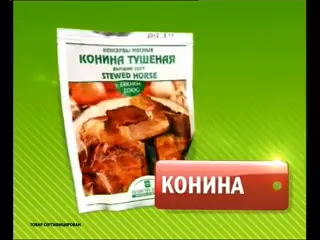 КОНСЕРВЫ МЯСНЫЕ
КОНИНА ТУШЕНАЯ
ВЫСШИЙ СОРТ
STEWED HORSE
КОНИНА
ТОВАР СЕРТИФИЦИРОВАН